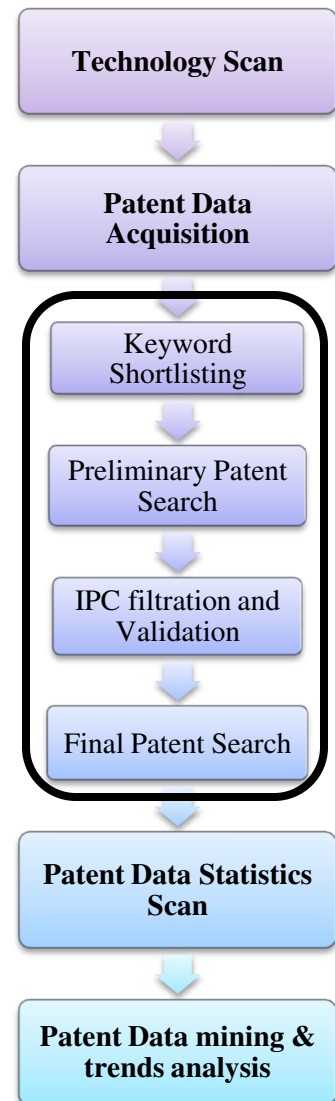 Technology Scan
Patent Data
Acquisition
Keyword
Shortlisting
Preliminary Patent
Search
IPC filtration and
Validation
Final Patent Search
Patent Data Statistics
Scan
Patent Data mining &
trends analysis